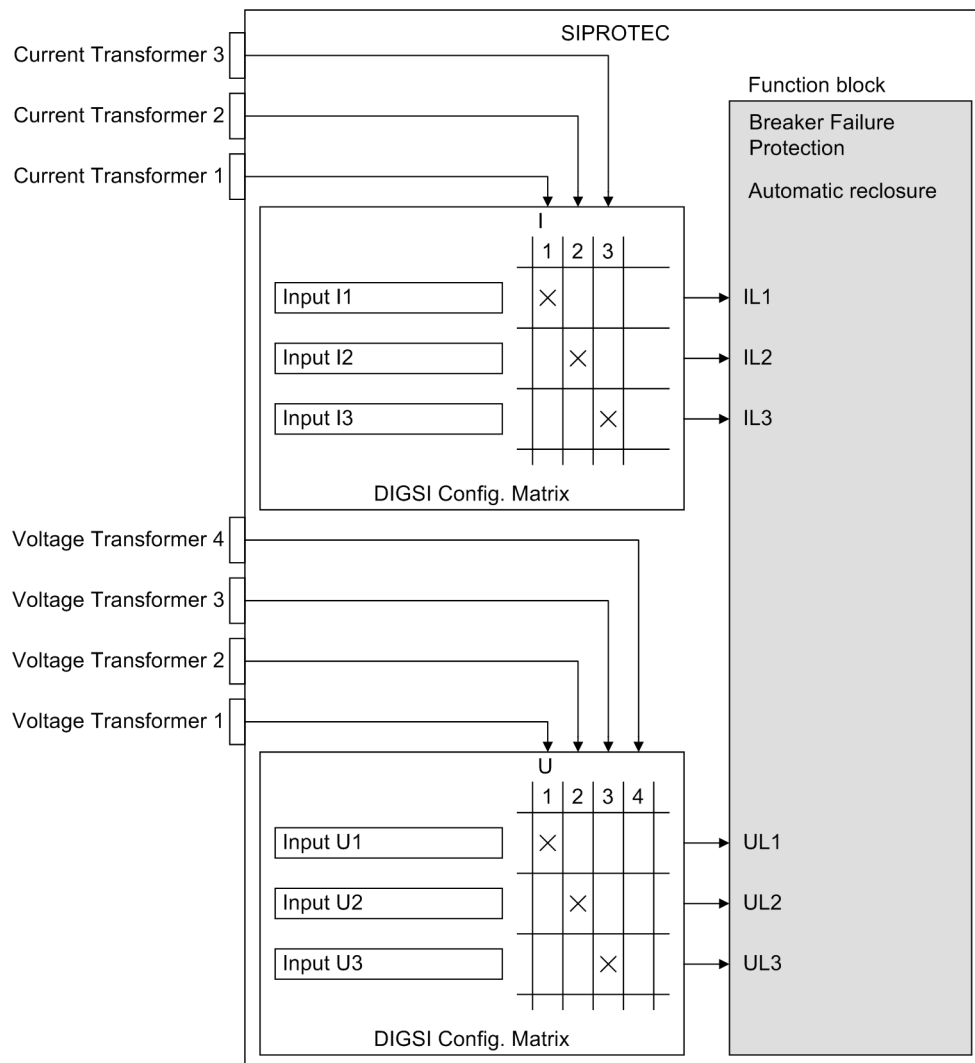 SIPROTEC
Current Transformer 3
Function block
Current Transformer 2
Breaker Failure
Protection
Current Transformer 1
Automatic reclosure
I
1 2 3
Input I1
IL1
Input I2
IL2
Input I3
IL3
DIGSI Config. Matrix
Voltage Transformer 4
Voltage Transformer 3
Voltage Transformer 2
Voltage Transformer 1
U
1 2 3 4
Input U1
UL1
Input U2
UL2
Input U3
UL3
DIGSI Config. Matrix